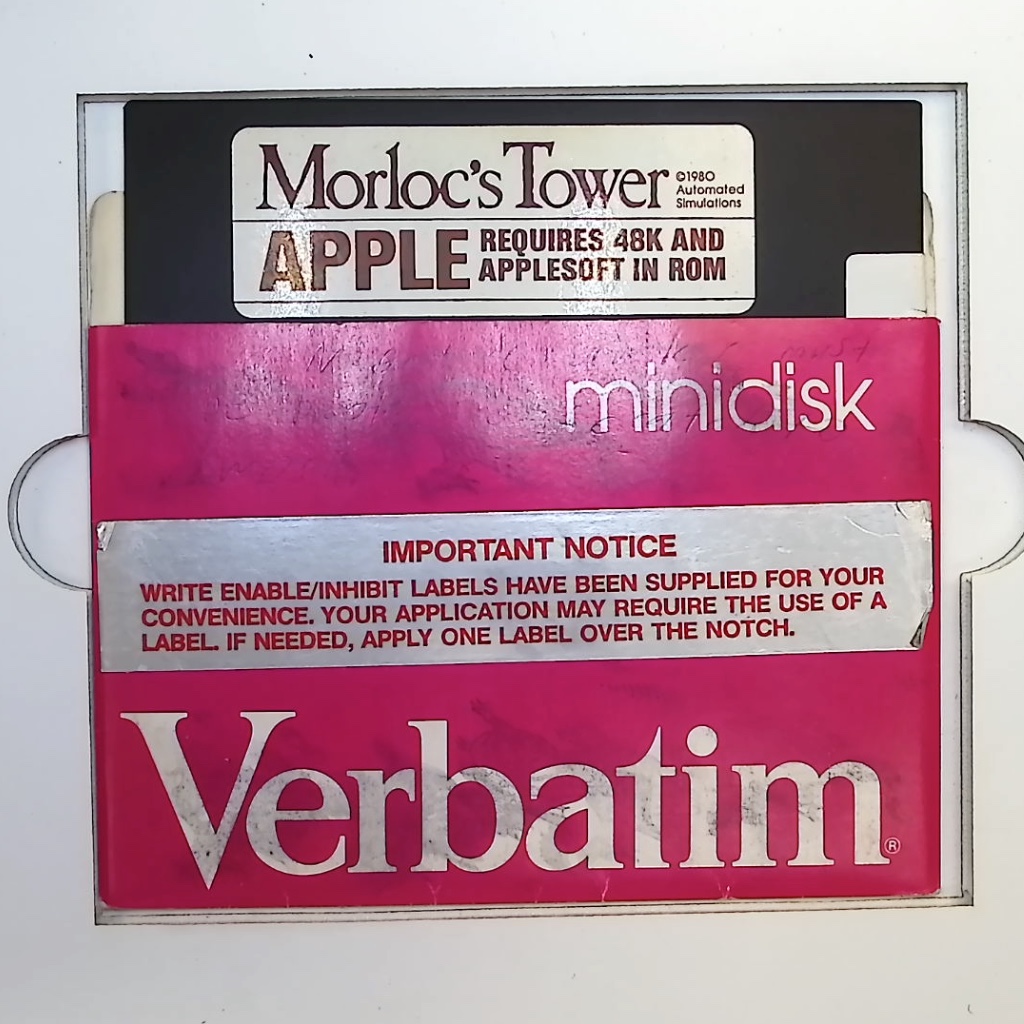 Morloc's Tower
©1980
Automated
Simulations
APPLE
REQUIRES 48K AND
APPLESOFT IN ROM
minidisk
IMPORTANT NOTICE
WRITE ENABLE/INHIBIT LABELS HAVE BEEN SUPPLIED FOR YOUR
CONVENIENCE. YOUR APPLICATION MAY REQUIRE THE USE OF A
LABEL. IF NEEDED, APPLY ONE LABEL OVER THE NOTCH.
Verbatim®